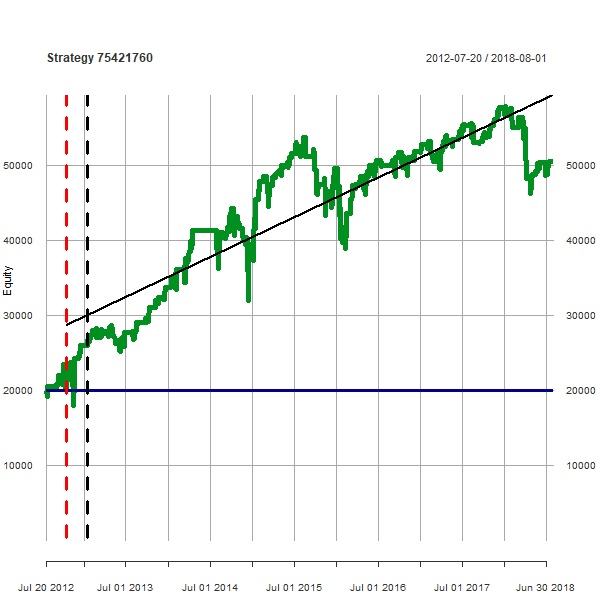 Strategy 75421760
2012-07-20 / 2018-08-01
50000
50000
40000
40000
Equity
30000
30000
20000
20000
10000
10000
Jul 20 2012
Jul 01 2013
Jul 01 2014
Jul 01 2015
Jul 01 2016
Jul 01 2017
Jun 30 2018